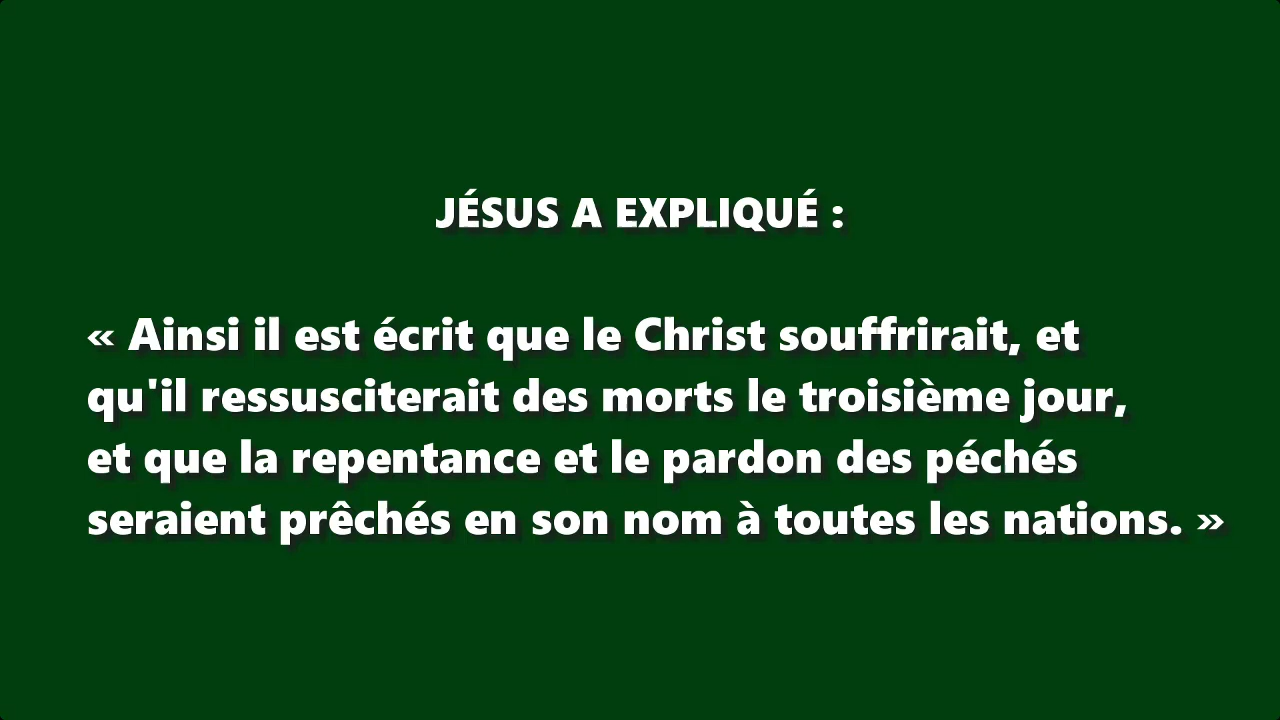 JÉSUS A EXPLIQUÉ :
« Ainsi il est écrit que le Christ souffrirait, et
qu'il ressusciterait des morts le troisième jour,
et que la repentance et le pardon des péchés
seraient prêchés en son nom à toutes les nations. »